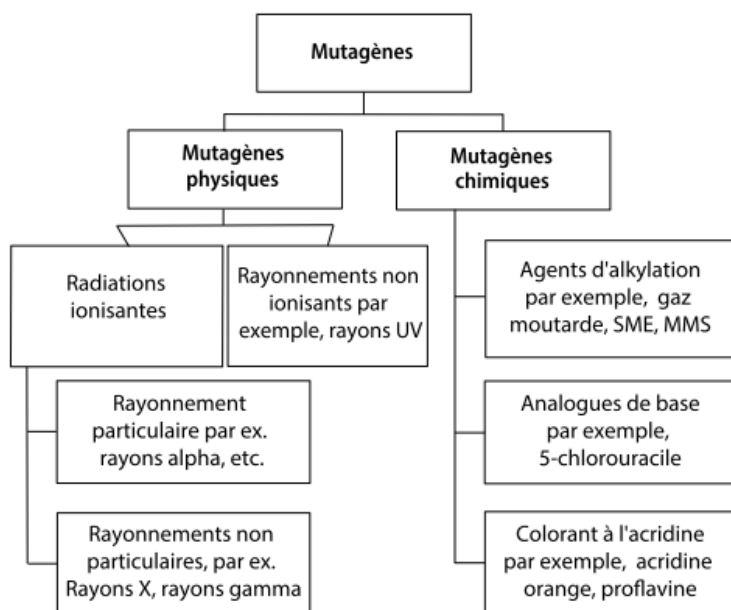 Mutagènes
Mutagènes
physiques
Mutagènes
chimiques
Radiations
ionisantes
Rayonnements non
ionisants par
exemple, rayons UV
Agents d'alkylation
par exemple, gaz
moutarde, SME, MMS
Rayonnement
particulaire par ex.
rayons alpha, etc.
Analogues de base
par exemple,
5-chlorouracile
Rayonnements non
particulaires, par ex.
Rayons X, rayons gamma
Colorant à l'acridine
par exemple, acridine
orange, proflavine